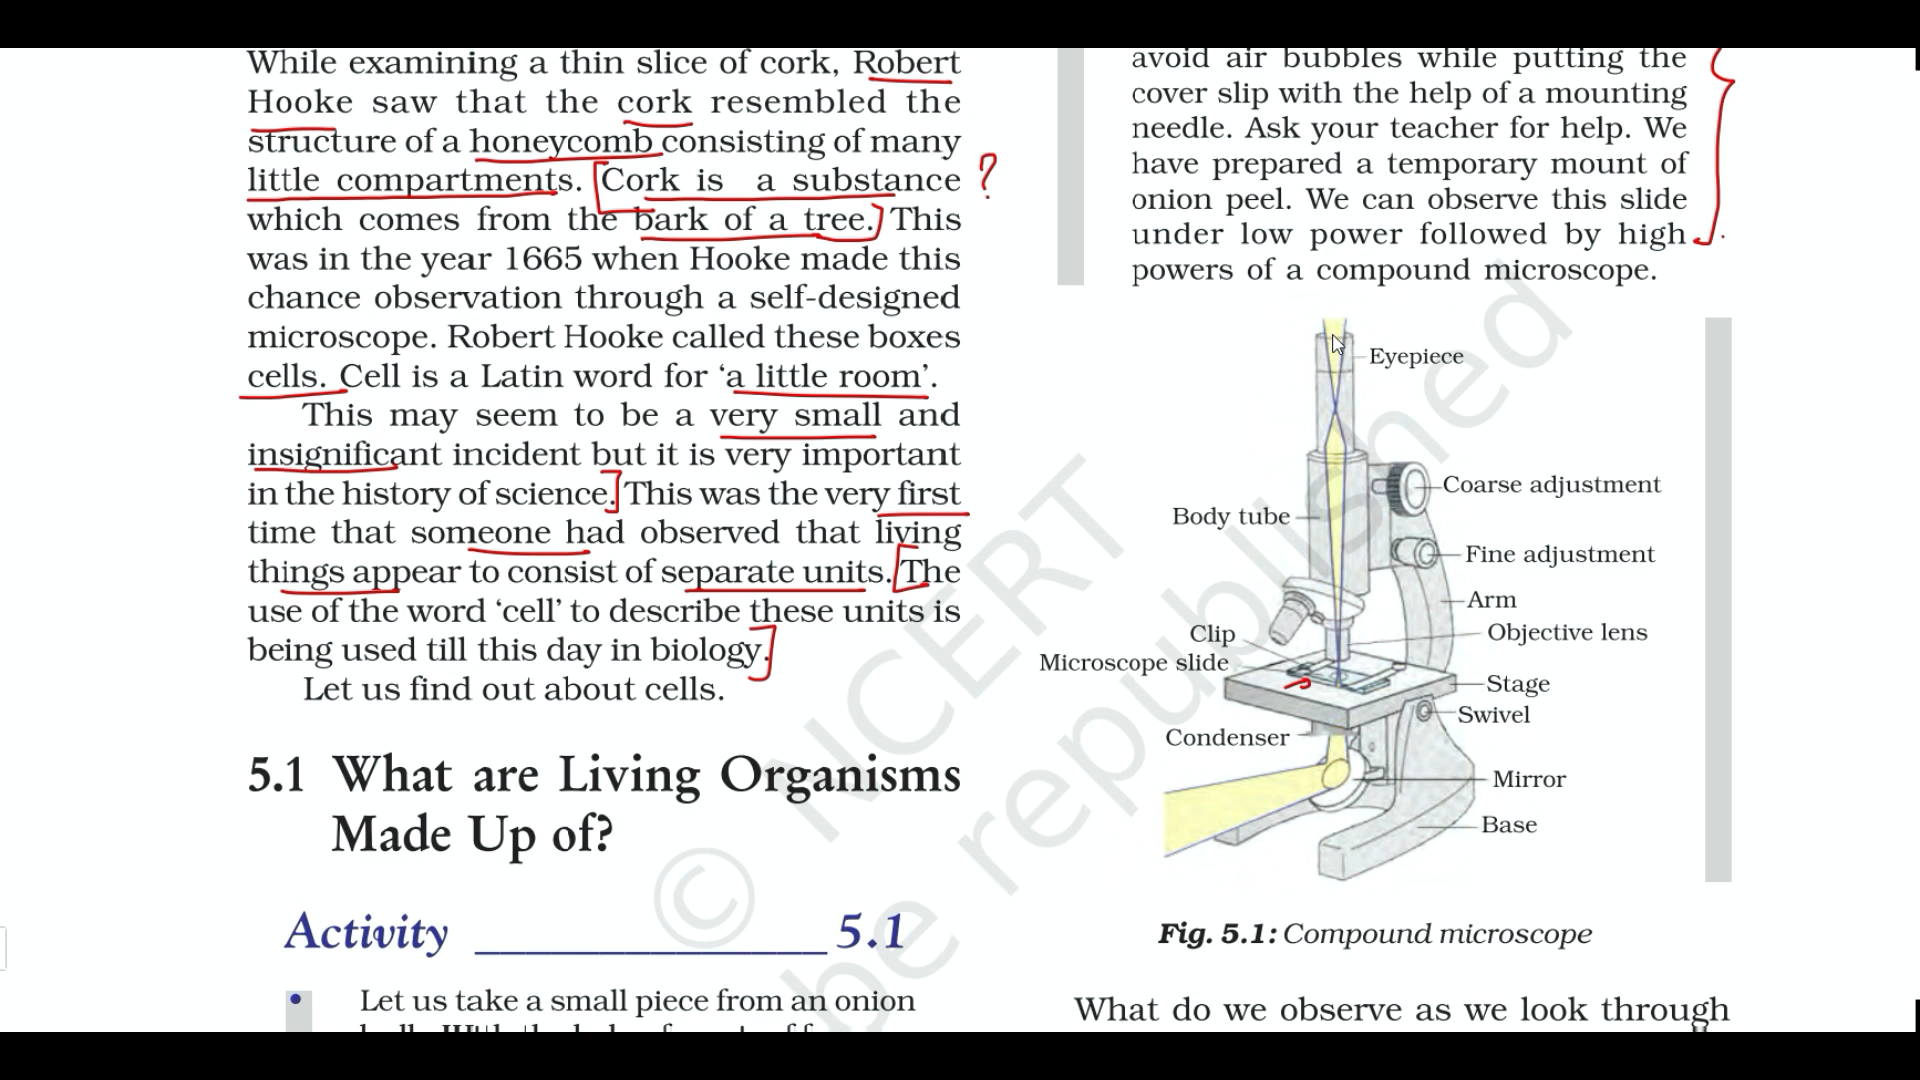 While examining a thin slice of cork, Robert
Hooke saw that the cork resembled the
structure of a honeycomb consisting of many
little compartments. Cork is a substance ?
which comes from the bark of a tree. This
was in the year 1665 when Hooke made this
chance observation through a self-designed
microscope. Robert Hooke called these boxes
cells. Cell is a Latin word for ‘a little room’.
This may seem to be a very small and
insignificant incident but it is very important
in the history of science. This was the very first
time that someone had observed that living
things appear to consist of separate units. The
use of the word ‘cell’ to describe these units is
being used till this day in biology.
Let us find out about cells.
5.1 What are Living Organisms
Made Up of?
Activity ______________ 5.1
• Let us take a small piece from an onion
avoid air bubbles while putting the
cover slip with the help of a mounting
needle. Ask your teacher for help. We
have prepared a temporary mount of
onion peel. We can observe this slide
under low power followed by high
powers of a compound microscope.
Eyepiece
Coarse adjustment
Body tube
Fine adjustment
Arm
Clip
Objective lens
Microscope slide
Stage
Swivel
Condenser
Mirror
Base
Fig. 5.1: Compound microscope
What do we observe as we look through
© NCERT
be republished